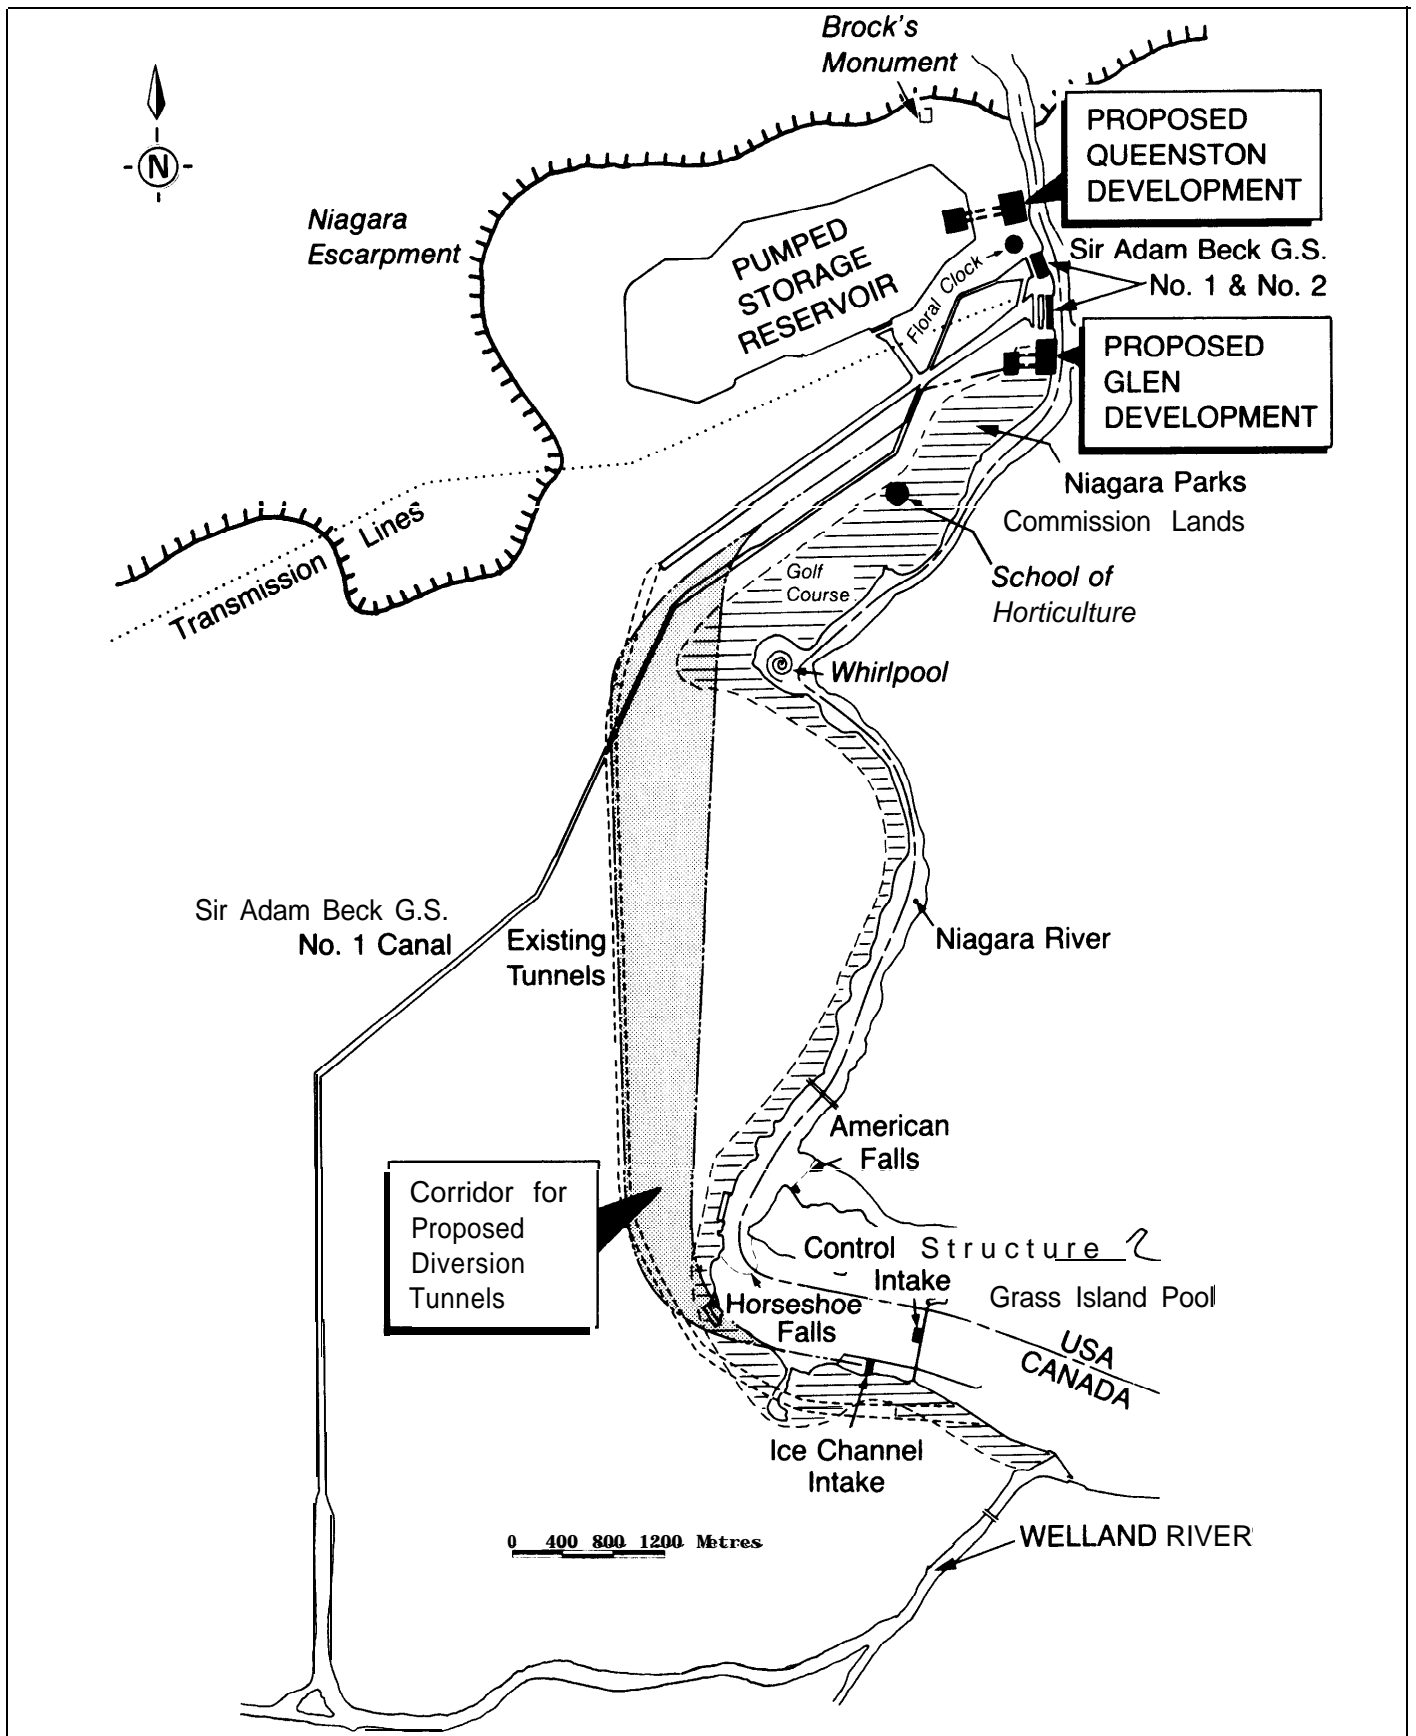 Brock's
Monument
N
PROPOSED
QUEENSTON
DEVELOPMENT
Niagara
Escarpment
PUMPED
STORAGE
RESERVOIR
Floral Clock
Sir Adam Beck G.S.
No. 1 & No. 2
PROPOSED
GLEN
DEVELOPMENT
Niagara Parks
Commission Lands
Transmission Lines
Golf
Course
School of
Horticulture
Whirlpool
Sir Adam Beck G.S.
No. 1 Canal
Existing
Tunnels
Niagara River
American
Falls
Corridor for
Proposed
Diversion
Tunnels
Control Structure
Intake
Grass Island Pool
Horseshoe
Falls
USA
CANADA
Ice Channel
Intake
0 400 800 1200 Metres
WELLAND RIVER